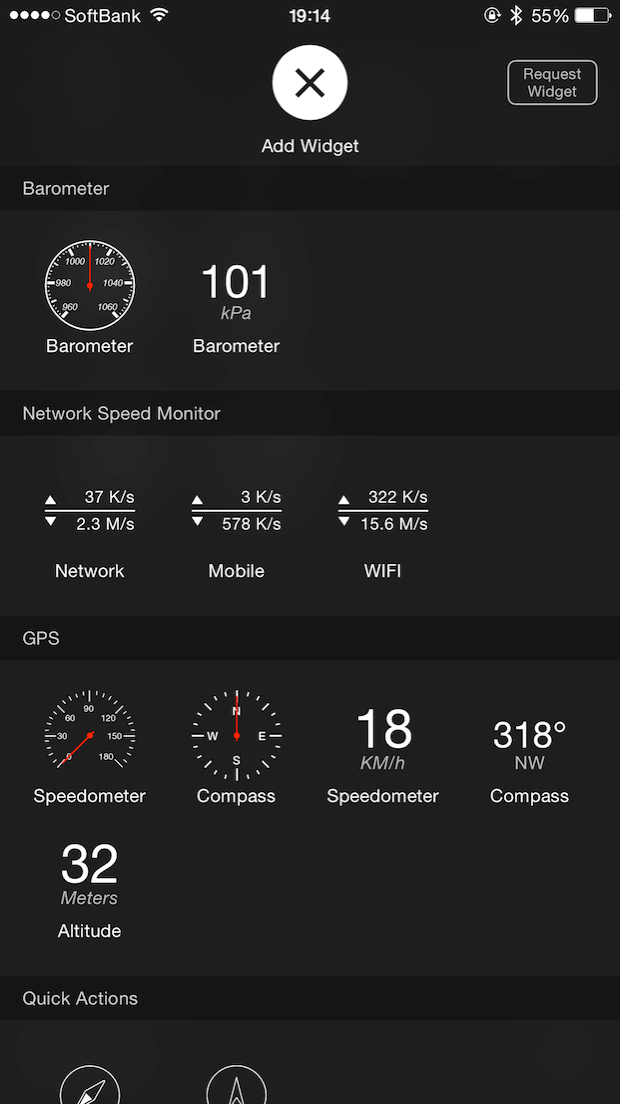 SoftBank 19:14 55%
Request
Widget
Add Widget
Barometer
1000 1020
980 1040
960 1060
101
kPa
Barometer Barometer
Network Speed Monitor
37 K/s 3 K/s 322 K/s
2.3 M/s 578 K/s 15.6 M/s
Network Mobile WIFI
GPS
90
60 120
30 150
0 180
N
W E
S
18
KM/h
318°
NW
Speedometer Compass Speedometer Compass
32
Meters
Altitude
Quick Actions